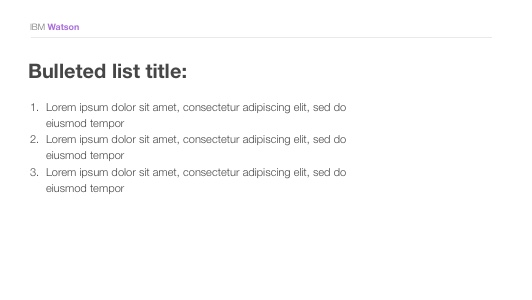 IBM Watson
Bulleted list title:
1. Lorem ipsum dolor sit amet, consectetur adipiscing elit, sed do
eiusmod tempor
2. Lorem ipsum dolor sit amet, consectetur adipiscing elit, sed do
eiusmod tempor
3. Lorem ipsum dolor sit amet, consectetur adipiscing elit, sed do
eiusmod tempor